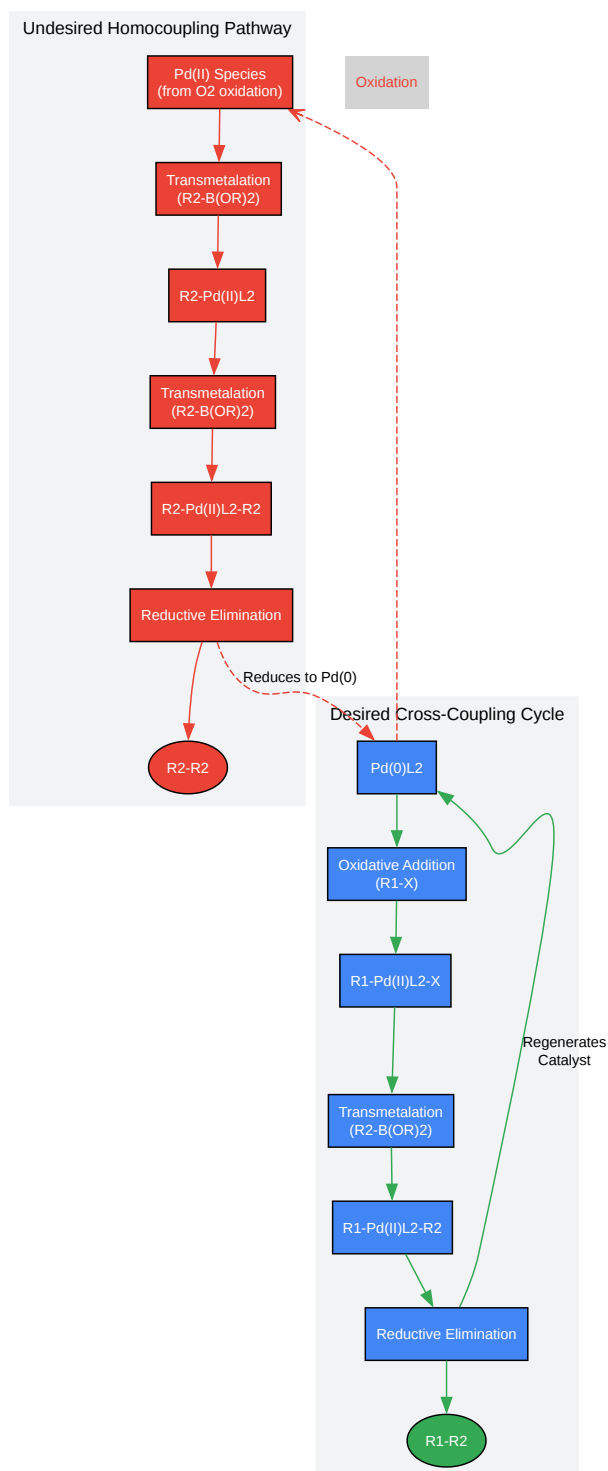 Undesired Homocoupling Pathway
Pd(II) Species
(from O2 oxidation)
Oxidation
Transmetalation
(R2-B(OR)2)
R2-Pd(II)L2
Transmetalation
(R2-B(OR)2)
R2-Pd(II)L2-R2
Reductive Elimination
Reduces to Pd(0)
R2-R2
Desired Cross-Coupling Cycle
Pd(0)L2
Oxidative Addition
(R1-X)
R1-Pd(II)L2-X
Regenerates
Catalyst
Transmetalation
(R2-B(OR)2)
R1-Pd(II)L2-R2
Reductive Elimination
R1-R2